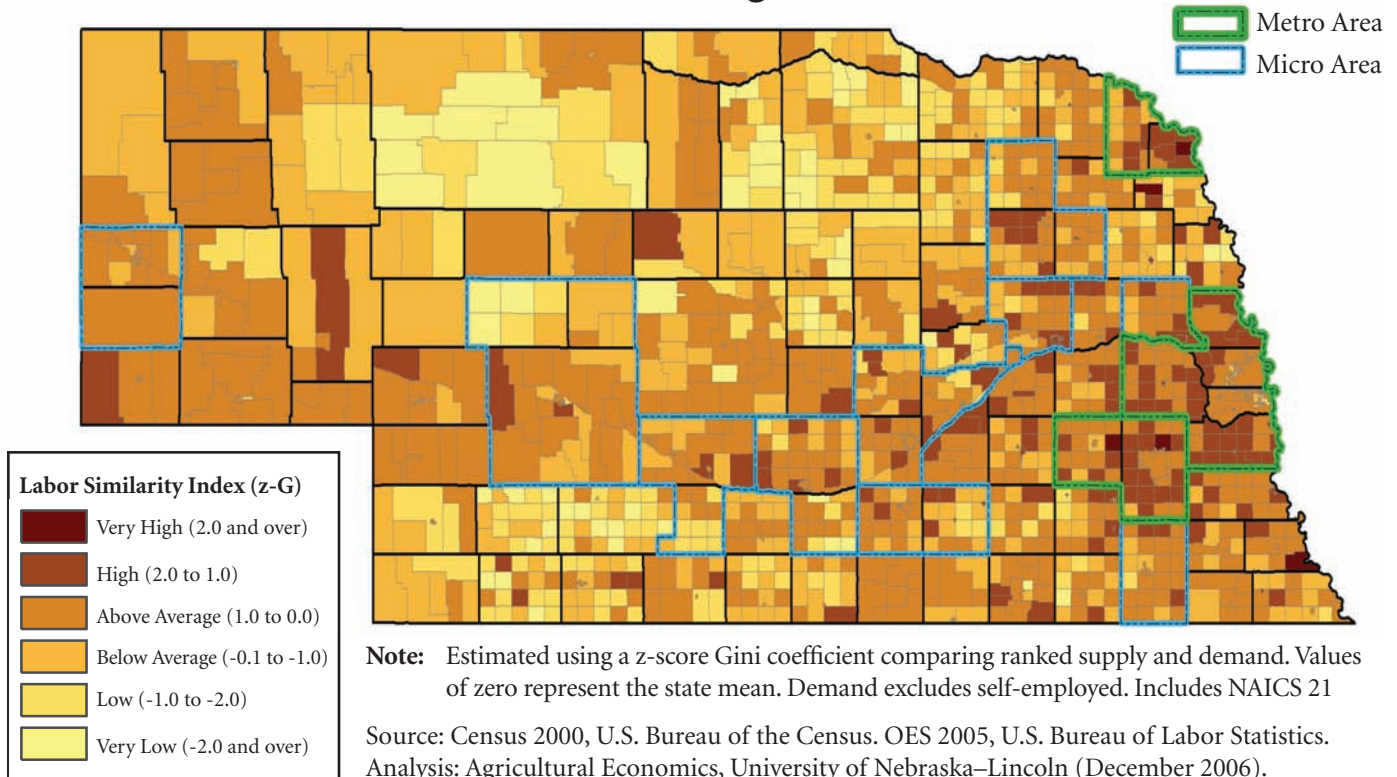 Metro Area
Micro Area
Labor Similarity Index (z-G)
Very High (2.0 and over)
High (2.0 to 1.0)
Above Average (1.0 to 0.0)
Below Average (-0.1 to -1.0)
Low (-1.0 to -2.0)
Very Low (-2.0 and over)
Note: Estimated using a z-score Gini coefficient comparing ranked supply and demand. Values
of zero represent the state mean. Demand excludes self-employed. Includes NAICS 21
Source: Census 2000, U.S. Bureau of the Census. OES 2005, U.S. Bureau of Labor Statistics.
Analysis: Agricultural Economics, University of Nebraska–Lincoln (December 2006).